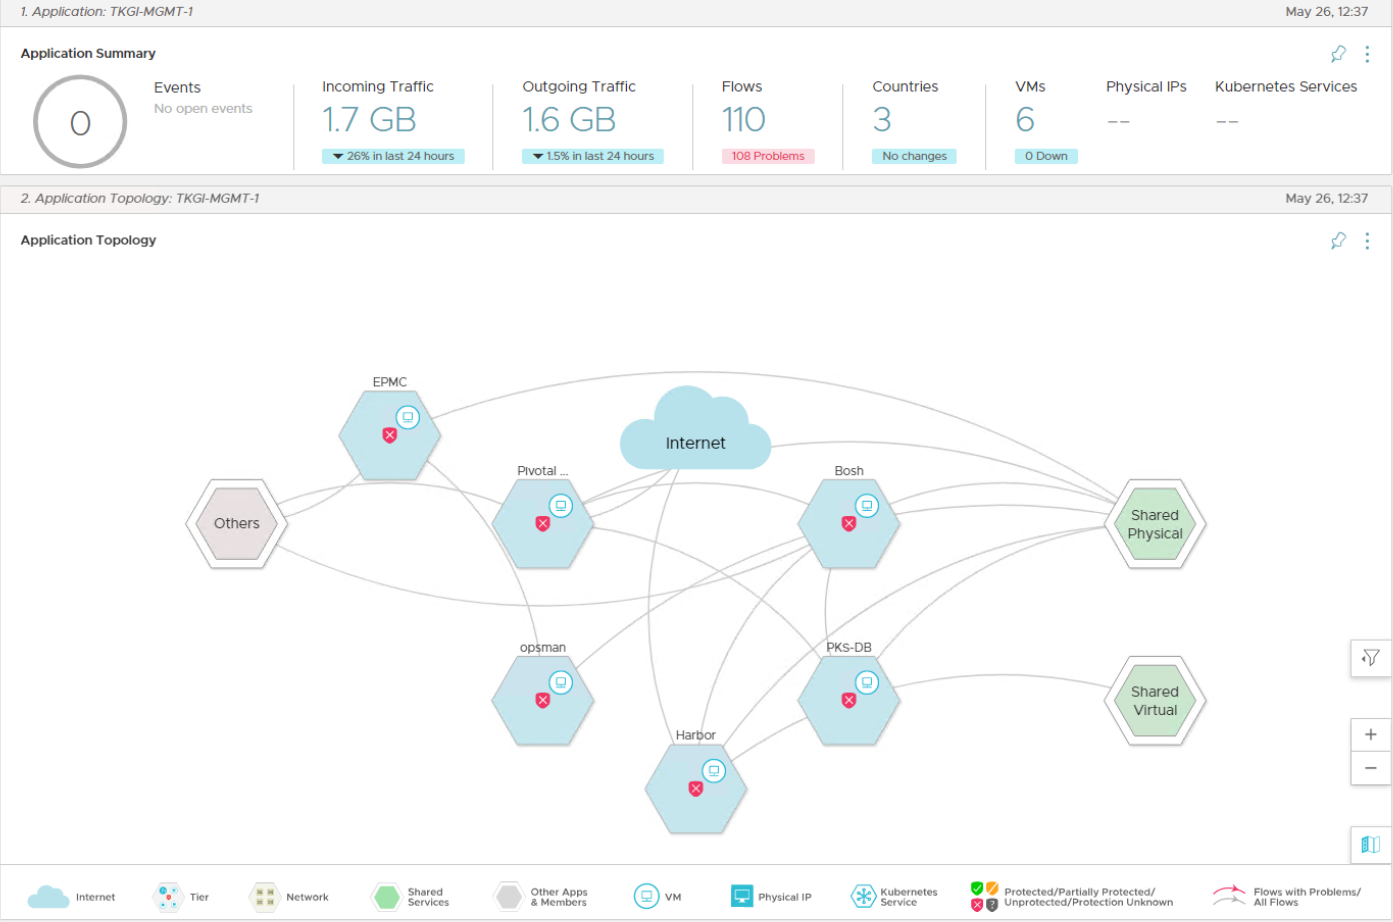 1. Application: TKGI-MGMT-1
May 26, 12:37
Application Summary
0
Events
No open events
Incoming Traffic
1.7 GB
26% in last 24 hours
Outgoing Traffic
1.6 GB
1.5% in last 24 hours
Flows
110
108 Problems
Countries
3
No changes
VMs
6
0 Down
Physical IPs
--
Kubernetes Services
--
2. Application Topology: TKGI-MGMT-1
May 26, 12:37
Application Topology
EPMC
Internet
Pivotal ...
Bosh
Others
Shared
Physical
opsman
PKS-DB
Shared
Virtual
Harbor
+
−
Internet
Tier
Network
Shared
Services
Other Apps
& Members
VM
Physical IP
Kubernetes
Service
Protected/Partially Protected/
Unprotected/Protection Unknown
Flows with Problems/
All Flows